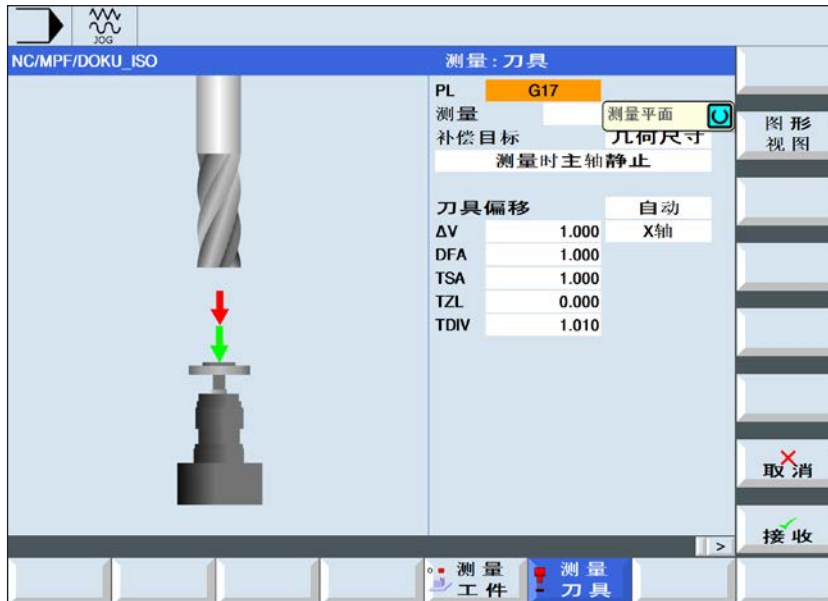 JOG
NC/MPF/DOKU_ISO
测量:刀具
PL G17
测量
测量平面
补偿目标 几何尺寸
测量时主轴静止
刀具偏移 自动
ΔV 1.000 X轴
DFA 1.000
TSA 1.000
TZL 0.000
TDIV 1.010
图形
视图
取消
接收
>
测量
工件
测量
刀具